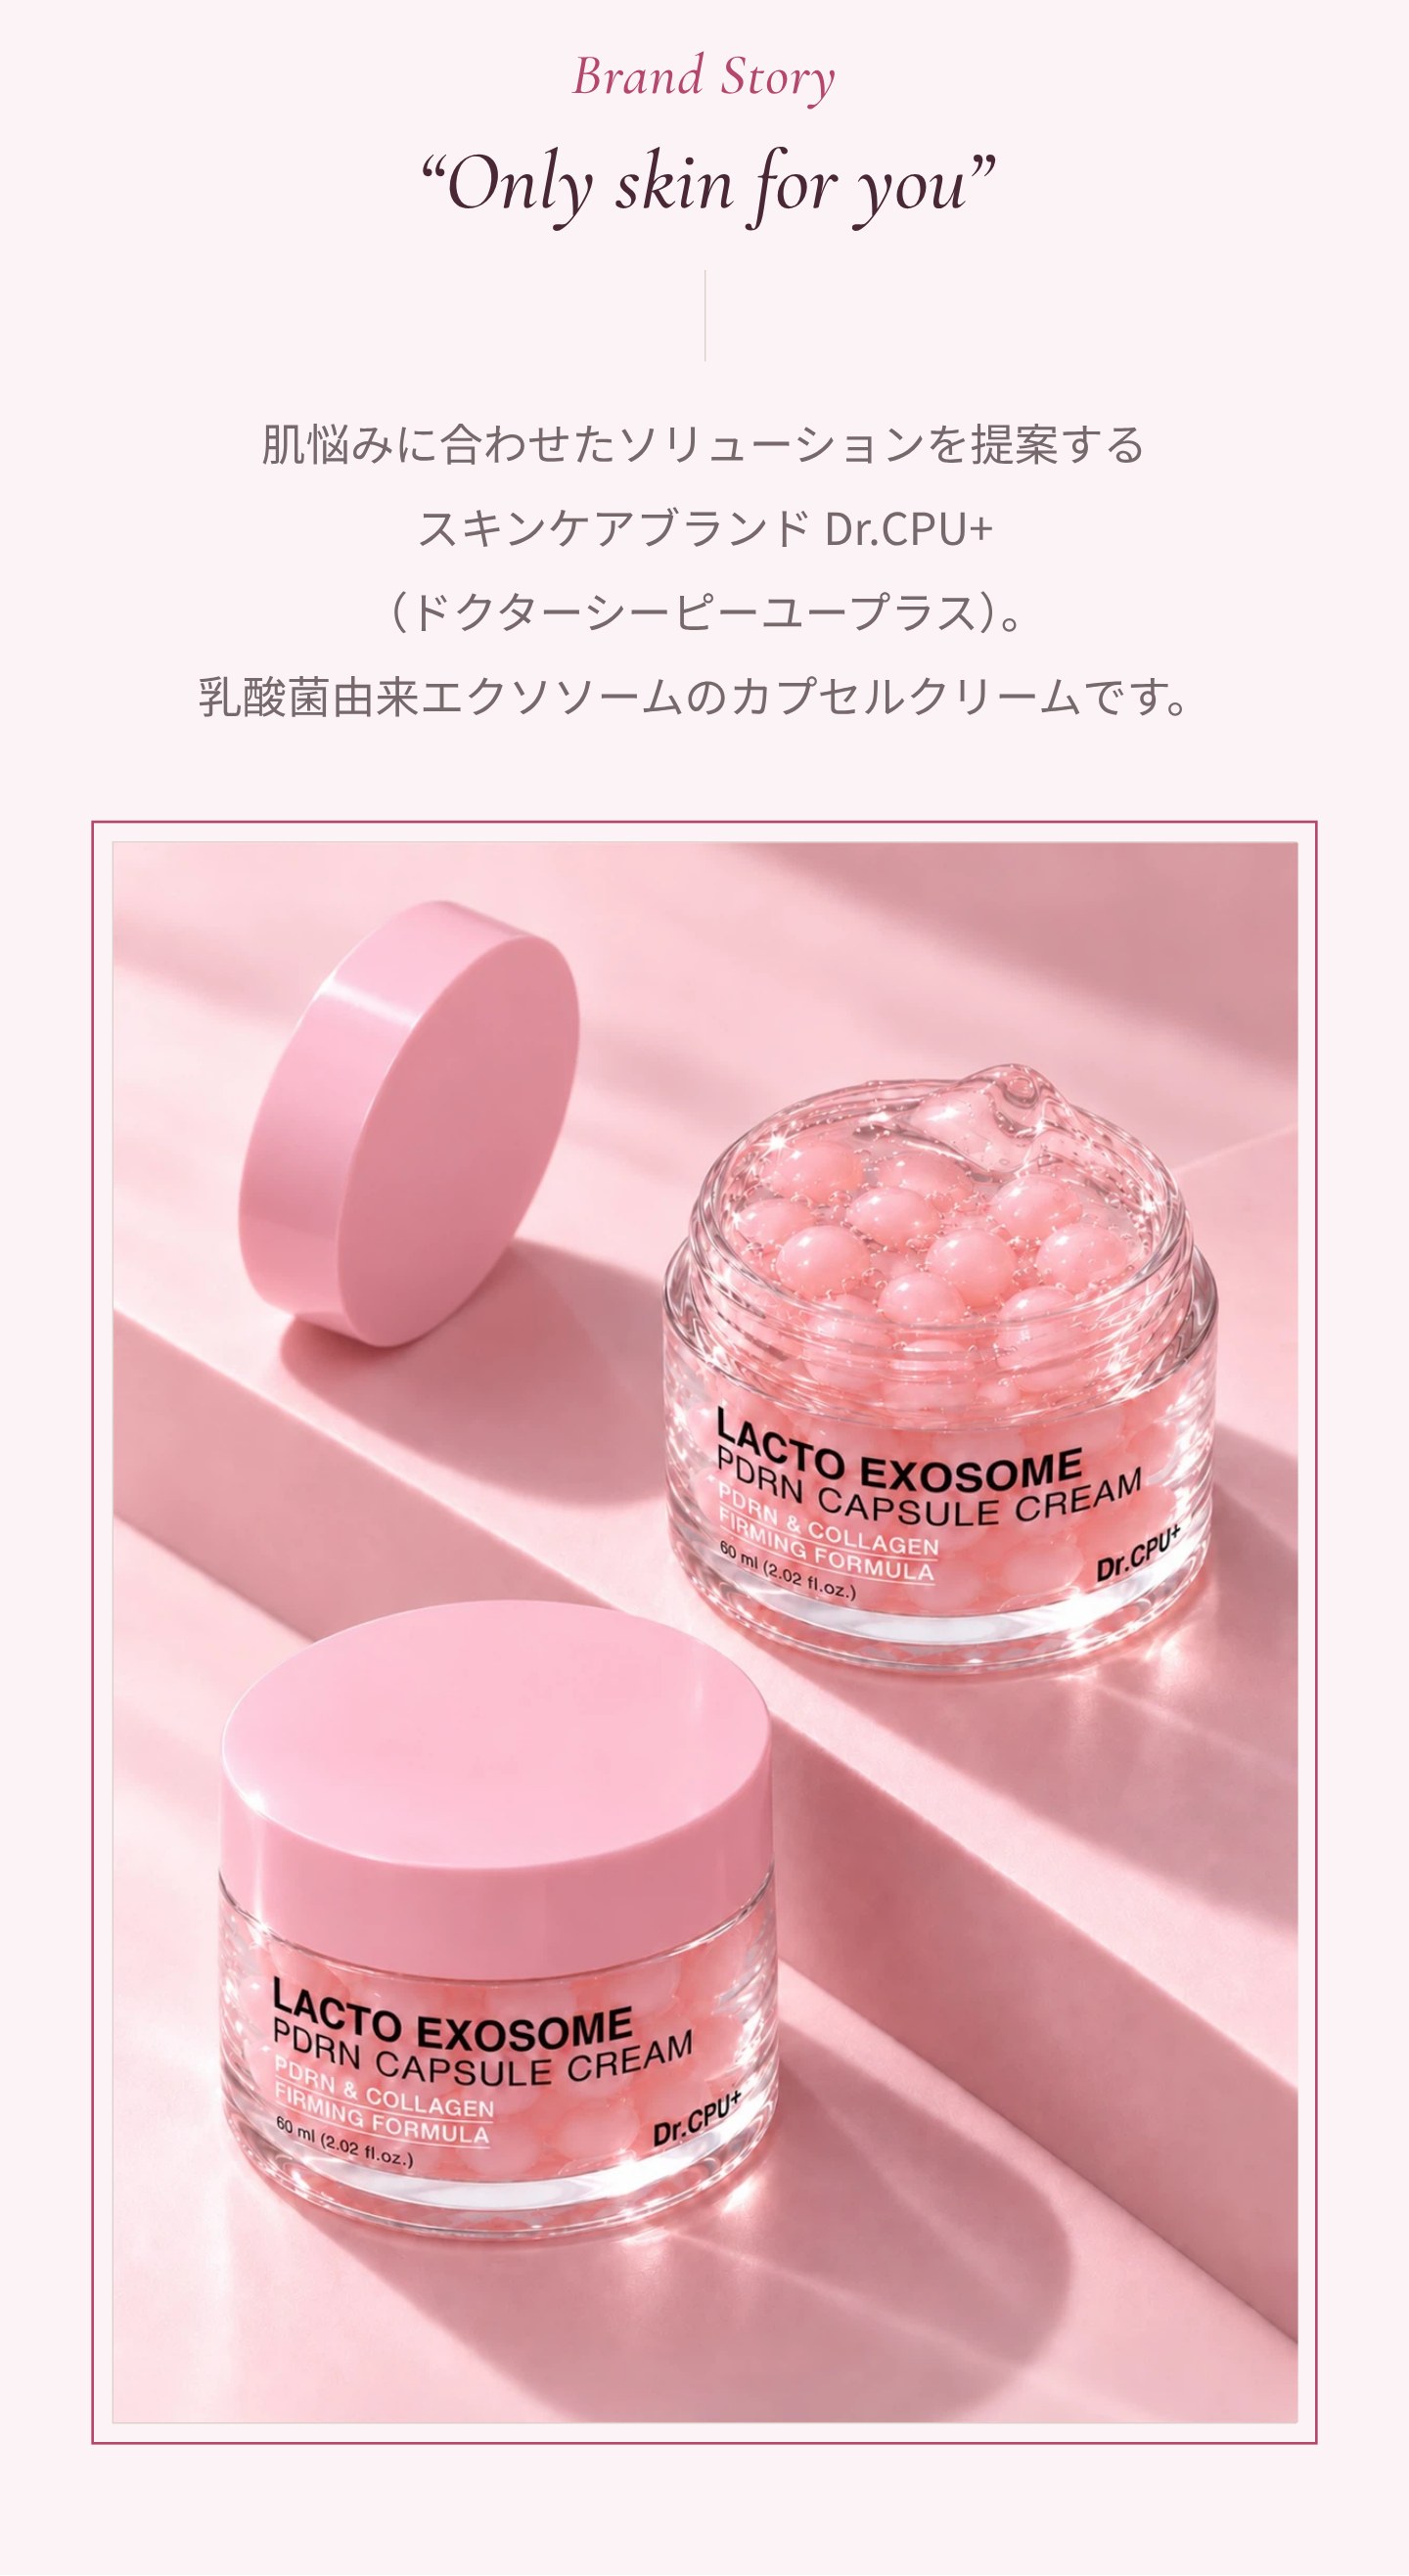 Brand Story
“Only skin for you”
肌悩みに合わせたソリューションを提案する
スキンケアブランド Dr.CPU+
（ドクターシーピーユープラス）。
乳酸菌由来エクソソームのカプセルクリームです。
LACTO EXOSOME
PDRN CAPSULE CREAM
PDRN & COLLAGEN
FIRMING FORMULA
60 ml (2.02 fl.oz.)
Dr.CPU+
LACTO EXOSOME
PDRN CAPSULE CREAM
PDRN & COLLAGEN
FIRMING FORMULA
60 ml (2.02 fl.oz.)
Dr.CPU+